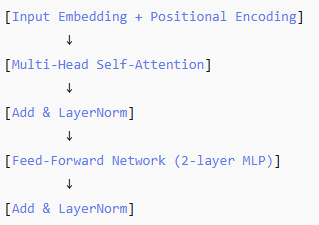 [Input Embedding + Positional Encoding]
↓
[Multi-Head Self-Attention]
↓
[Add & LayerNorm]
↓
[Feed-Forward Network (2-layer MLP)]
↓
[Add & LayerNorm]